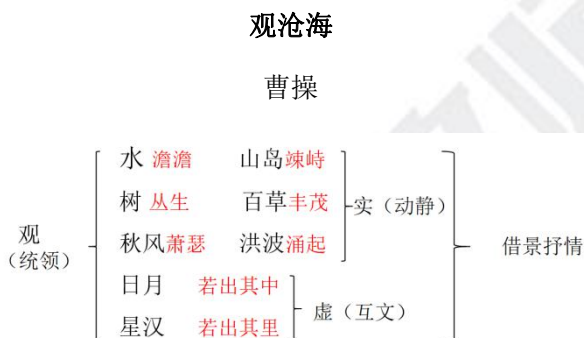 观沧海
曹操
水 澹澹 山岛竦峙
树 丛生 百草丰茂 实（动静）
秋风萧瑟 洪波涌起
观
（统领）
借景抒情
日月 若出其中
虚（互文）
星汉 若出其里